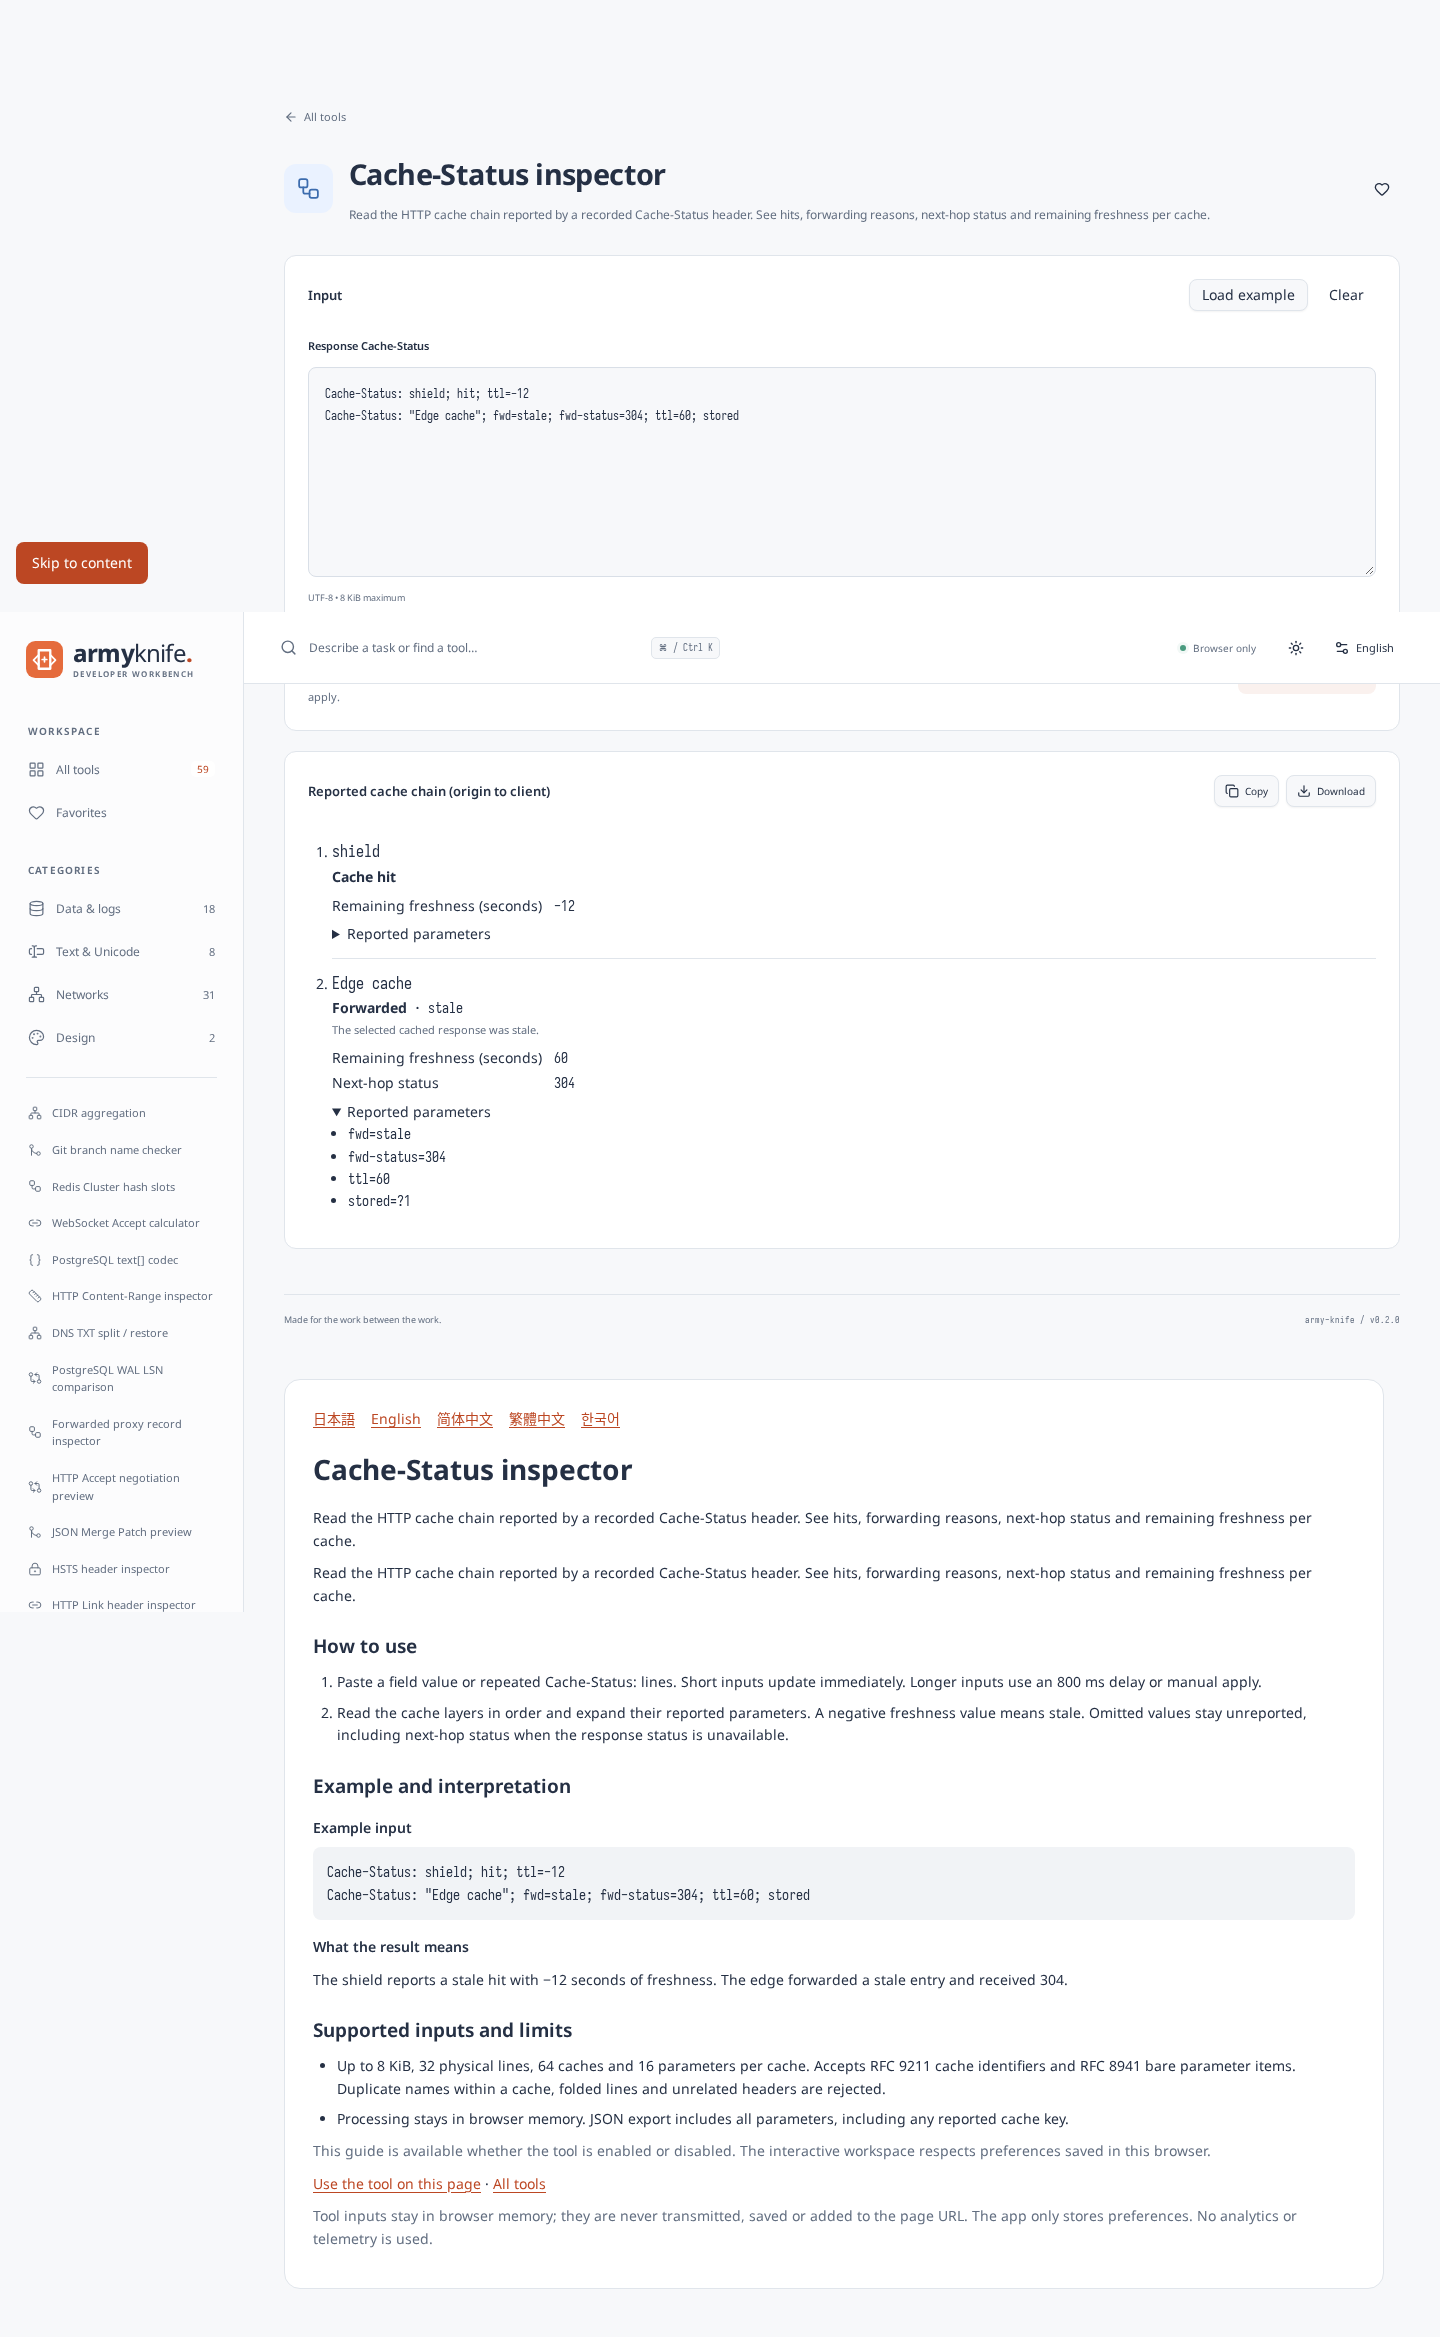 All tools
Cache-Status inspector
Read the HTTP cache chain reported by a recorded Cache-Status header. See hits, forwarding reasons, next-hop status and remaining freshness per cache.
Input
Load example
Clear
Response Cache-Status
Cache-Status: shield; hit; ttl=-12
Cache-Status: "Edge cache"; fwd=stale; fwd-status=304; ttl=60; stored
UTF-8 • 8 KiB maximum
Skip to content
armyknife.
DEVELOPER WORKBENCH
Describe a task or find a tool...
⌘ / Ctrl K
Browser only
English
apply.
WORKSPACE
All tools 59
Favorites
CATEGORIES
Data & logs 18
Text & Unicode 8
Networks 31
Design 2
CIDR aggregation
Git branch name checker
Redis Cluster hash slots
WebSocket Accept calculator
PostgreSQL text[] codec
HTTP Content-Range inspector
DNS TXT split / restore
PostgreSQL WAL LSN
comparison
Forwarded proxy record
inspector
HTTP Accept negotiation
preview
JSON Merge Patch preview
HSTS header inspector
HTTP Link header inspector
Reported cache chain (origin to client)
Copy
Download
1. shield
Cache hit
Remaining freshness (seconds) -12
▶ Reported parameters
2. Edge cache
Forwarded · stale
The selected cached response was stale.
Remaining freshness (seconds) 60
Next-hop status 304
▼ Reported parameters
• fwd=stale
• fwd-status=304
• ttl=60
• stored=?1
Made for the work between the work.
army-knife / v0.2.0
日本語 English 简体中文 繁體中文 한국어
Cache-Status inspector
Read the HTTP cache chain reported by a recorded Cache-Status header. See hits, forwarding reasons, next-hop status and remaining freshness per
cache.
Read the HTTP cache chain reported by a recorded Cache-Status header. See hits, forwarding reasons, next-hop status and remaining freshness per
cache.
How to use
1. Paste a field value or repeated Cache-Status: lines. Short inputs update immediately. Longer inputs use an 800 ms delay or manual apply.
2. Read the cache layers in order and expand their reported parameters. A negative freshness value means stale. Omitted values stay unreported,
including next-hop status when the response status is unavailable.
Example and interpretation
Example input
Cache-Status: shield; hit; ttl=-12
Cache-Status: "Edge cache"; fwd=stale; fwd-status=304; ttl=60; stored
What the result means
The shield reports a stale hit with −12 seconds of freshness. The edge forwarded a stale entry and received 304.
Supported inputs and limits
• Up to 8 KiB, 32 physical lines, 64 caches and 16 parameters per cache. Accepts RFC 9211 cache identifiers and RFC 8941 bare parameter items.
Duplicate names within a cache, folded lines and unrelated headers are rejected.
• Processing stays in browser memory. JSON export includes all parameters, including any reported cache key.
This guide is available whether the tool is enabled or disabled. The interactive workspace respects preferences saved in this browser.
Use the tool on this page · All tools
Tool inputs stay in browser memory; they are never transmitted, saved or added to the page URL. The app only stores preferences. No analytics or
telemetry is used.